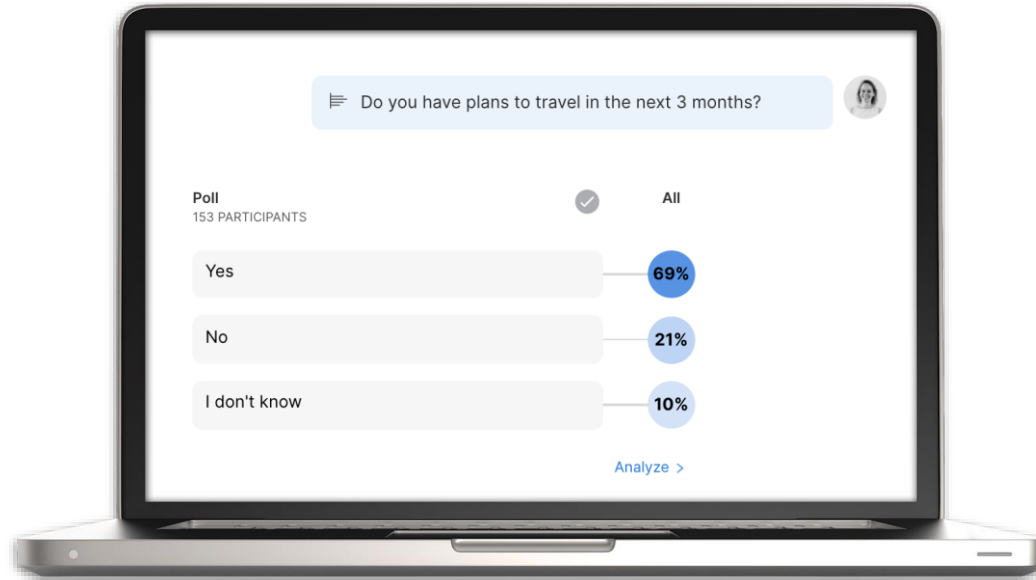 Do you have plans to travel in the next 3 months?
Poll
All
153 PARTICIPANTS
Yes
69%
No
21%
I don't know
10%
Analyze >